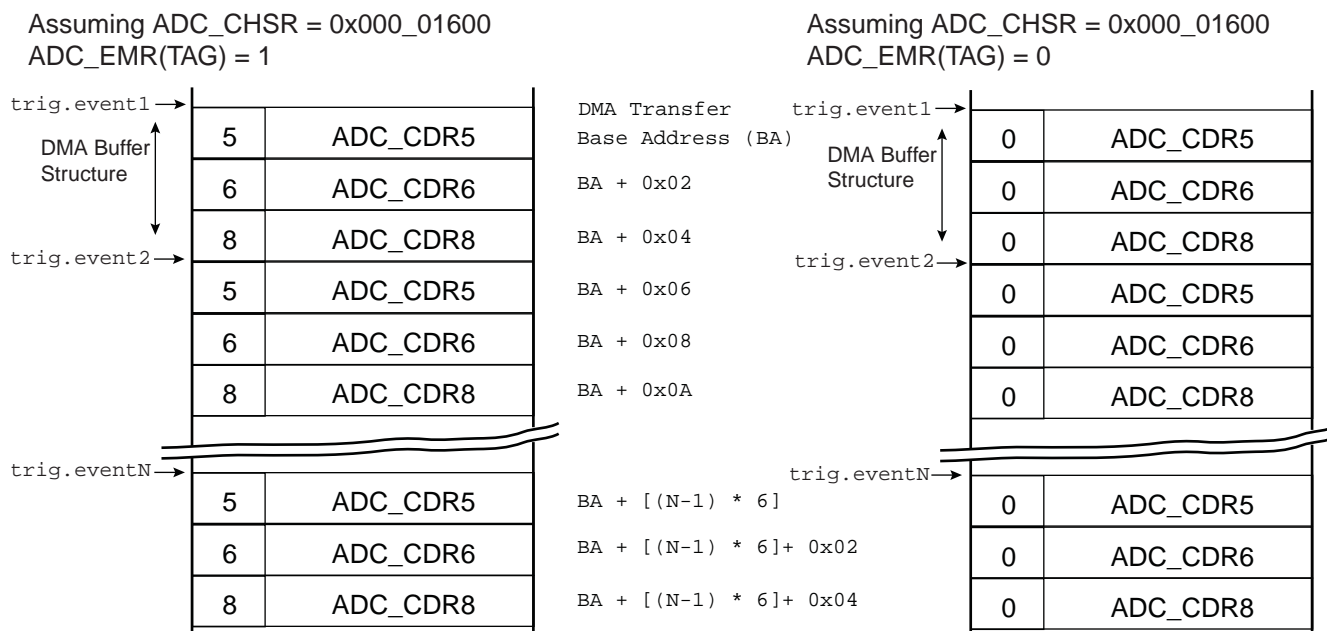 Assuming ADC_CHSR = 0x000_01600
ADC_EMR(TAG) = 1
Assuming ADC_CHSR = 0x000_01600
ADC_EMR(TAG) = 0
trig.event1
DMA Buffer
Structure
trig.event2
trig.eventN
5 ADC_CDR5
6 ADC_CDR6
8 ADC_CDR8
5 ADC_CDR5
6 ADC_CDR6
8 ADC_CDR8
5 ADC_CDR5
6 ADC_CDR6
8 ADC_CDR8
DMA Transfer
Base Address (BA)
BA + 0x02
BA + 0x04
BA + 0x06
BA + 0x08
BA + 0x0A
BA + [(N-1) * 6]
BA + [(N-1) * 6]+ 0x02
BA + [(N-1) * 6]+ 0x04
trig.event1
DMA Buffer
Structure
trig.event2
trig.eventN
0 ADC_CDR5
0 ADC_CDR6
0 ADC_CDR8
0 ADC_CDR5
0 ADC_CDR6
0 ADC_CDR8
0 ADC_CDR5
0 ADC_CDR6
0 ADC_CDR8